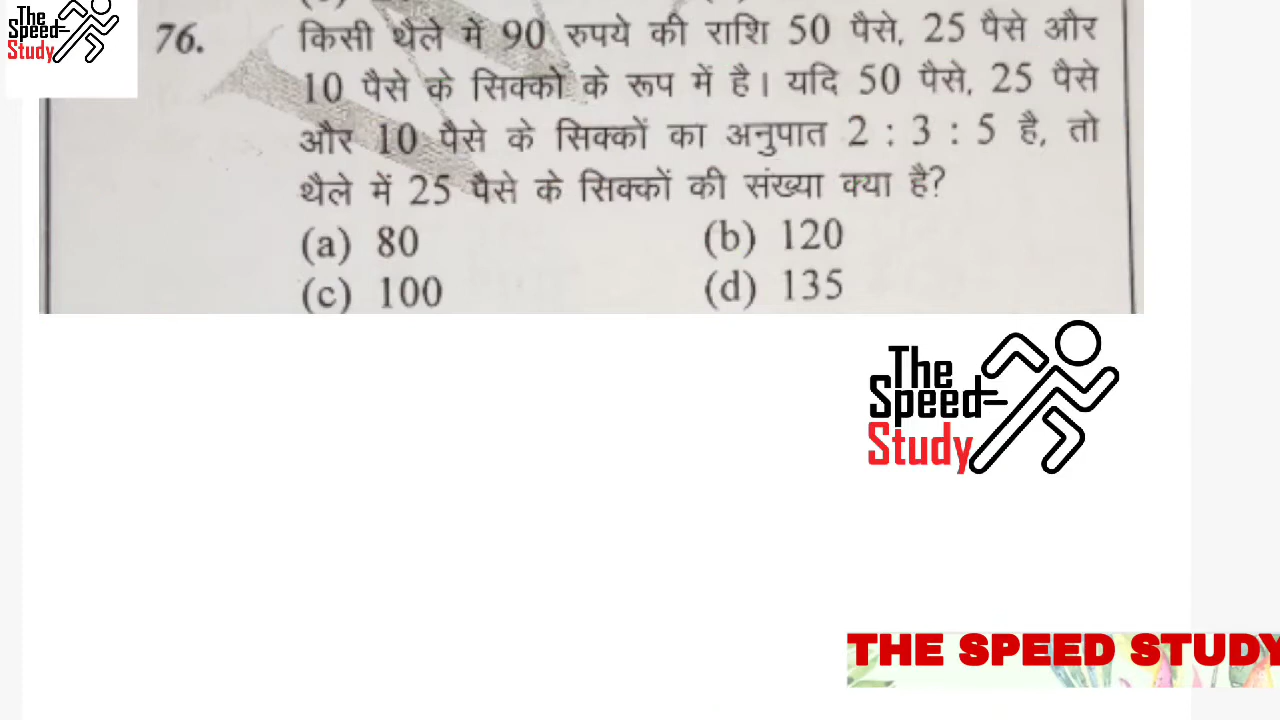 The
Speed-
Study
76. किसी थैले में 90 रुपये की राशि 50 पैसे, 25 पैसे और
10 पैसे के सिक्को के रूप में है। यदि 50 पैसे, 25 पैसे
और 10 पैसे के सिक्कों का अनुपात 2 : 3 : 5 है, तो
थैले में 25 पैसे के सिक्कों की संख्या क्या है?
(a) 80 (b) 120
(c) 100 (d) 135
The
Speed-
Study
THE SPEED STUDY